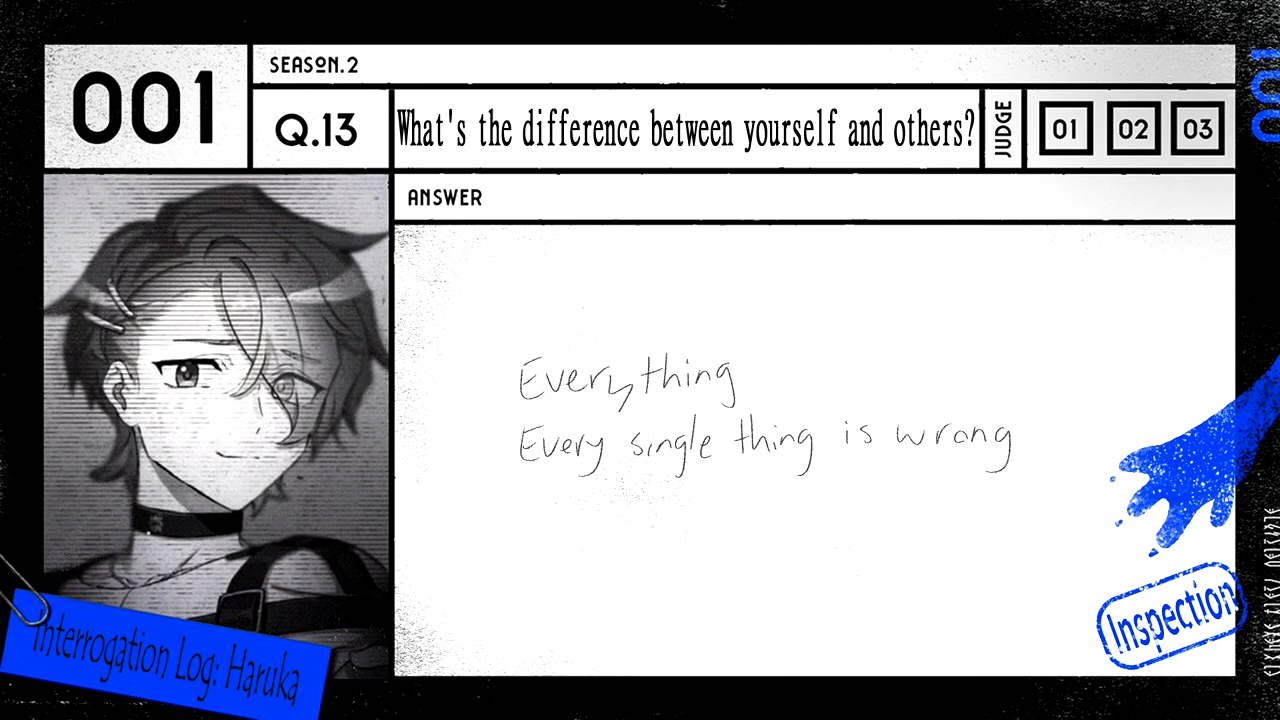 001
SEASON.2
Q.13
What's the difference between yourself and others?
JUDGE
01
02
03
ANSWER
Everything
Every single thing is wrong
Inspection
Interrogation Log: Haruka
001